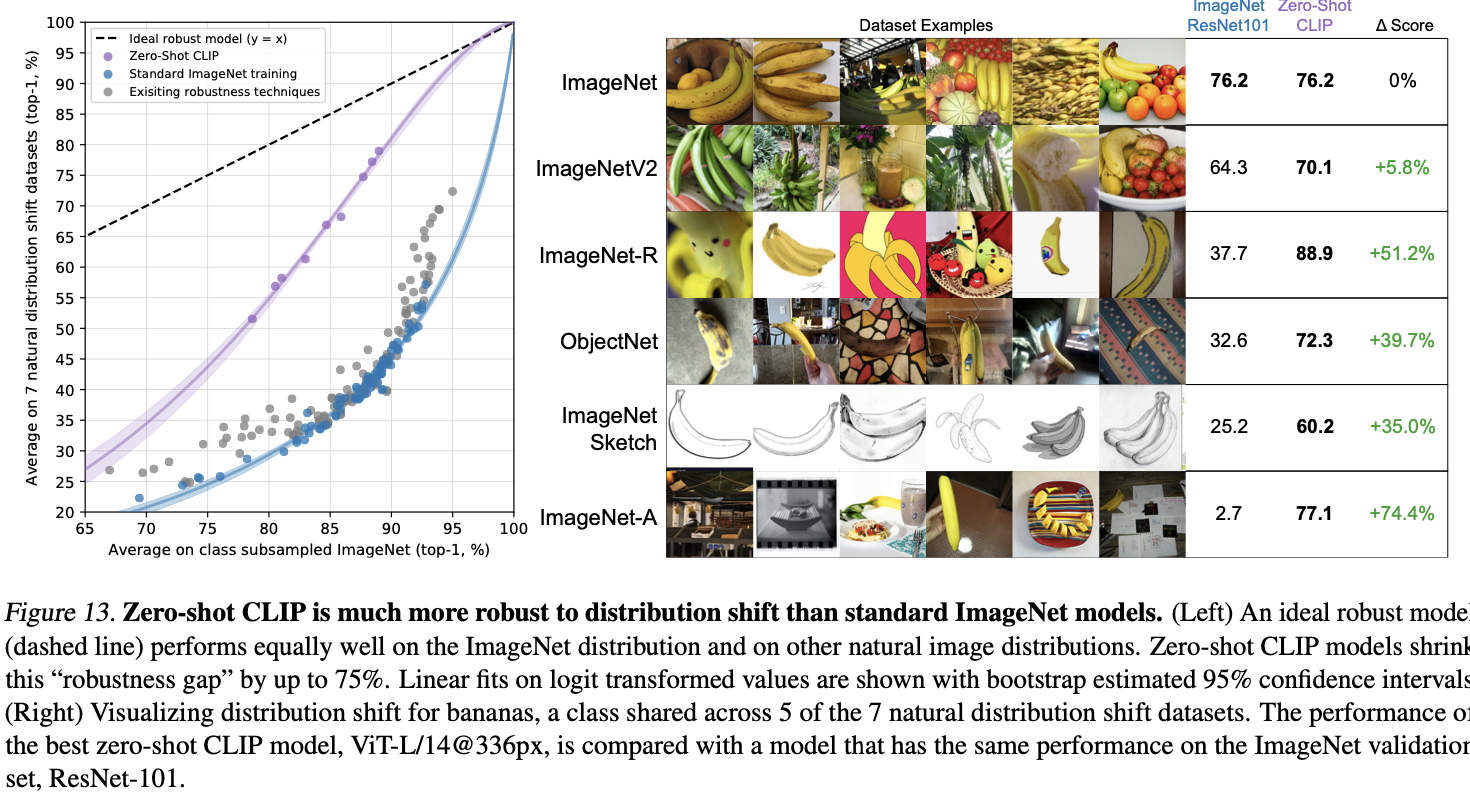 100
95
90
85
80
75
70
65
60
55
50
45
40
35
30
25
20
Average on 7 natural distribution shift datasets (top-1, %)
Ideal robust model (y = x)
Zero-Shot CLIP
Standard ImageNet training
Exisiting robustness techniques
65 70 75 80 85 90 95 100
Average on class subsampled ImageNet (top-1, %)
Dataset Examples
ImageNet
ResNet101
Zero-Shot
CLIP
Δ Score
ImageNet 76.2 76.2 0%
ImageNetV2 64.3 70.1 +5.8%
ImageNet-R 37.7 88.9 +51.2%
ObjectNet 32.6 72.3 +39.7%
ImageNet
Sketch 25.2 60.2 +35.0%
ImageNet-A 2.7 77.1 +74.4%
Figure 13. Zero-shot CLIP is much more robust to distribution shift than standard ImageNet models. (Left) An ideal robust model
(dashed line) performs equally well on the ImageNet distribution and on other natural image distributions. Zero-shot CLIP models shrink
this “robustness gap” by up to 75%. Linear fits on logit transformed values are shown with bootstrap estimated 95% confidence intervals
(Right) Visualizing distribution shift for bananas, a class shared across 5 of the 7 natural distribution shift datasets. The performance of
the best zero-shot CLIP model, ViT-L/14@336px, is compared with a model that has the same performance on the ImageNet validation
set, ResNet-101.